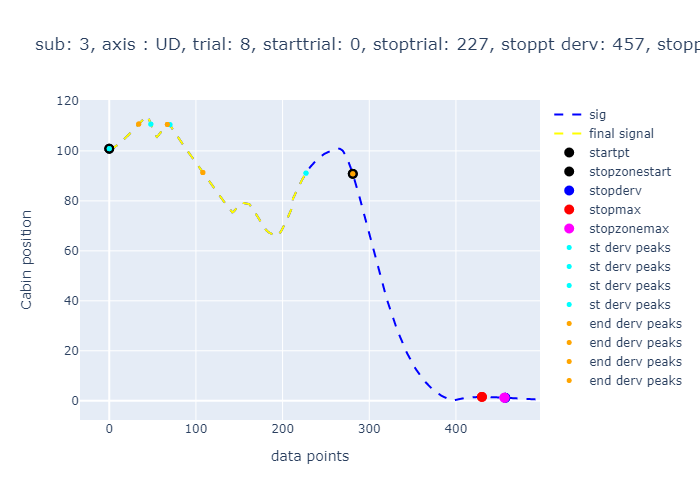 sub: 3, axis : UD, trial: 8, starttrial: 0, stoptrial: 227, stoppt derv: 457, stopp
120
100
80
60
40
20
0
Cabin position
0
100
200
300
400
data points
sig
final signal
startpt
stopzonestart
stopderv
stopmax
stopzonemax
st derv peaks
st derv peaks
st derv peaks
st derv peaks
end derv peaks
end derv peaks
end derv peaks
end derv peaks